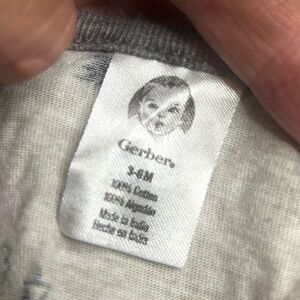 Gerber®
3-6M
100% Cotton
100% Algodón
Made in India
Hecho en India